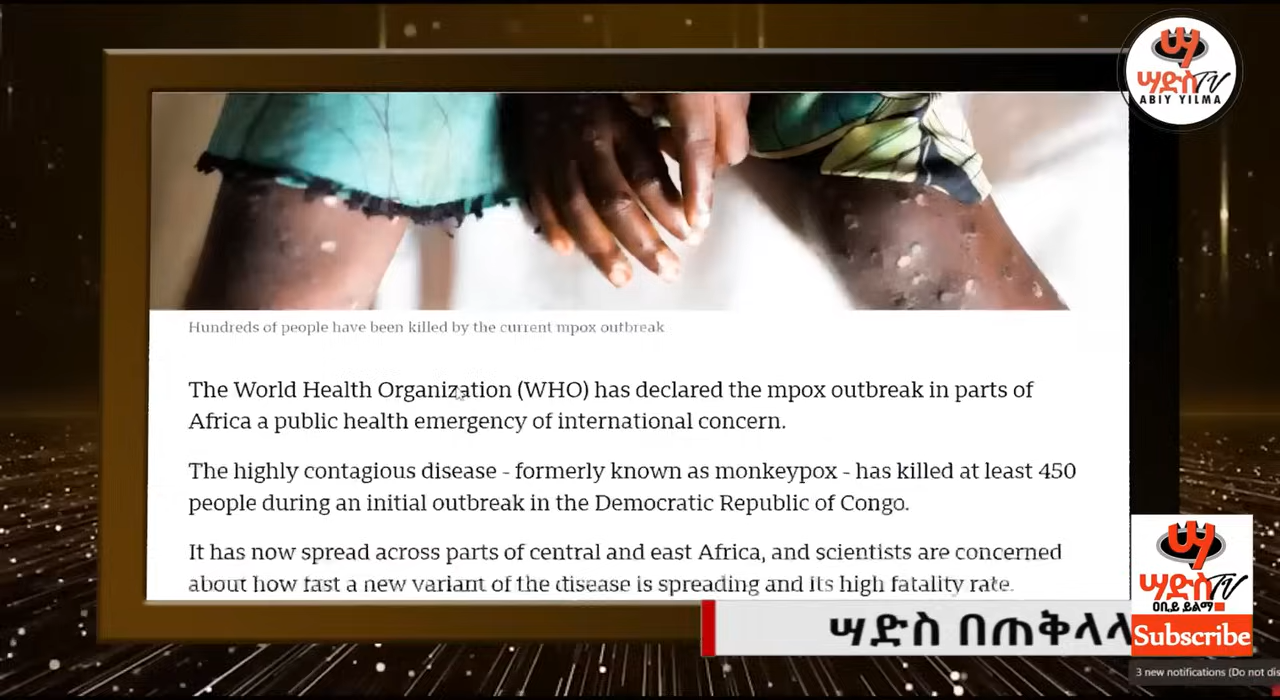 ሣድስTV
ABIY YILMA
Hundreds of people have been killed by the current mpox outbreak
The World Health Organization (WHO) has declared the mpox outbreak in parts of
Africa a public health emergency of international concern.
The highly contagious disease - formerly known as monkeypox - has killed at least 450
people during an initial outbreak in the Democratic Republic of Congo.
It has now spread across parts of central and east Africa, and scientists are concerned
about how fast a new variant of the disease is spreading and its high fatality rate.
ሣድስ በጠቅላላ
ሣድስTV
ዐቢይ ይልማ
Subscribe
3 new notifications (Do not dis